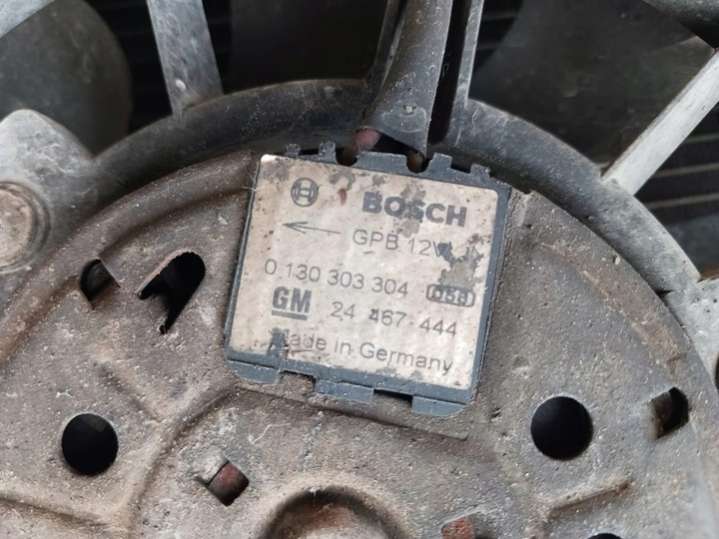 BOSCH
GPB 12V
0 130 303 304
GM 24 467 444
Made in Germany